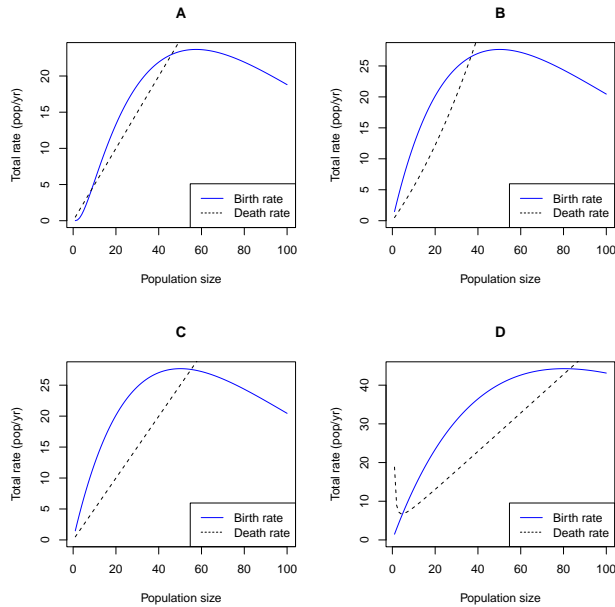 A
Total rate (pop/yr)
20
15
10
5
0
Birth rate
Death rate
0 20 40 60 80 100
Population size
B
Total rate (pop/yr)
25
20
15
10
5
0
Birth rate
Death rate
0 20 40 60 80 100
Population size
C
Total rate (pop/yr)
25
20
15
10
5
0
Birth rate
Death rate
0 20 40 60 80 100
Population size
D
Total rate (pop/yr)
40
30
20
10
0
Birth rate
Death rate
0 20 40 60 80 100
Population size